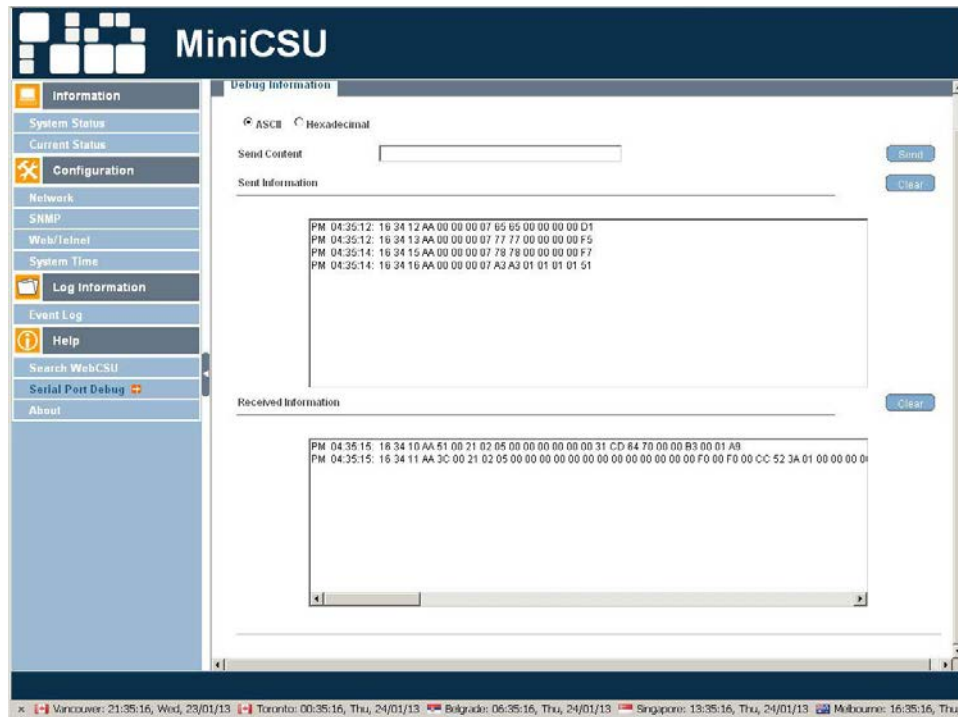 MiniCSU
Information
System Status
Current Status
Configuration
Network
SNMP
Web/Telnet
System Time
Log Information
Event Log
Help
Search WebCSU
Serial Port Debug
About
Debug Information
ASCII Hexadecimal
Send Content Send
Sent Information Clear
PM 04:35:12: 16 34 12 AA 00 00 00 07 65 65 00 00 00 00 D1
PM 04:35:12: 16 34 13 AA 00 00 00 07 77 77 00 00 00 00 F5
PM 04:35:14: 16 34 15 AA 00 00 00 07 78 78 00 00 00 00 F7
PM 04:35:14: 16 34 16 AA 00 00 00 07 A3 A3 01 01 01 01 51
Received Information Clear
PM 04:35:15: 16 34 10 AA 51 00 21 02 05 00 00 00 00 00 00 31 CD 64 70 00 00 B3 00 01 A9
PM 04:35:15: 16 34 11 AA 3C 00 21 02 05 00 00 00 00 00 00 00 00 00 00 00 00 00 F0 00 F0 00 CC 52 3A 01 00 00 00
Vancouver: 21:35:16, Wed, 23/01/13 Toronto: 00:35:16, Thu, 24/01/13 Belgrade: 06:35:16, Thu, 24/01/13 Singapore: 13:35:16, Thu, 24/01/13 Melbourne: 16:35:16, Thu